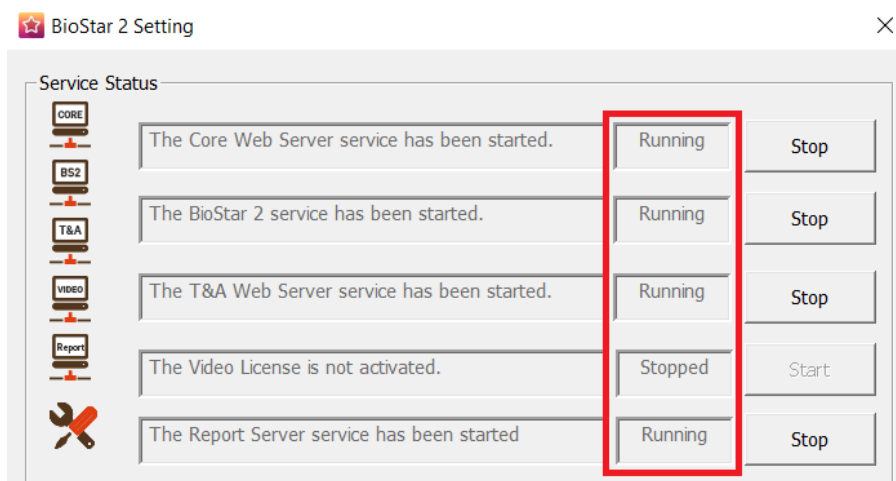 BioStar 2 Setting
Service Status
CORE
The Core Web Server service has been started. Running Stop
BS2
The BioStar 2 service has been started. Running Stop
T&A
The T&A Web Server service has been started. Running Stop
VIDEO
The Video License is not activated. Stopped Start
Report
The Report Server service has been started Running Stop